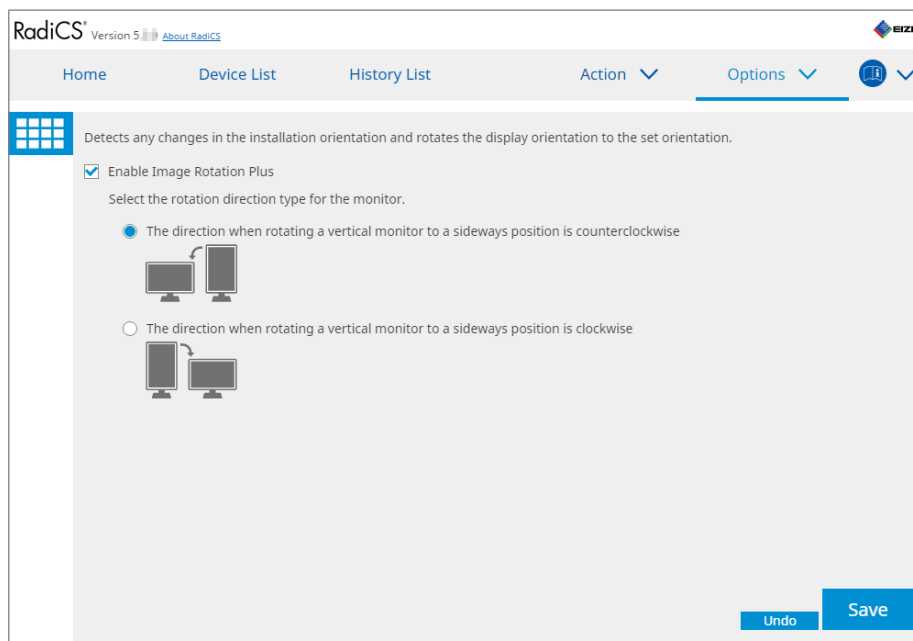 RadiCS® Version 5. About RadiCS
Home Device List History List Action Options
Detects any changes in the installation orientation and rotates the display orientation to the set orientation.
Enable Image Rotation Plus
Select the rotation direction type for the monitor.
The direction when rotating a vertical monitor to a sideways position is counterclockwise
The direction when rotating a vertical monitor to a sideways position is clockwise
Save
Undo